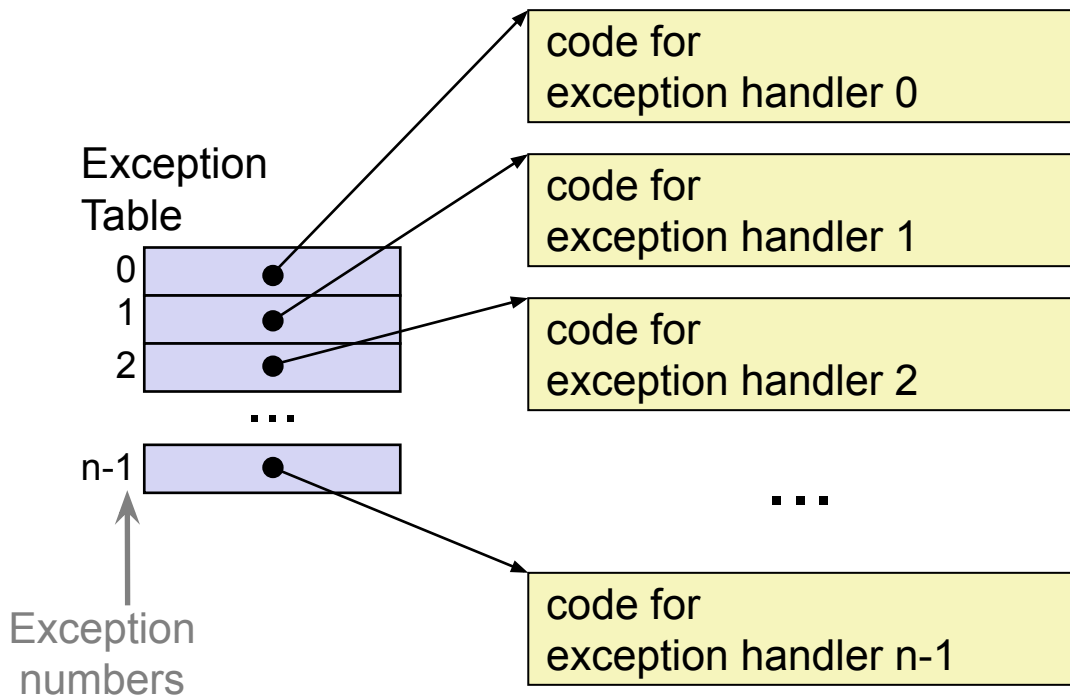 code for
exception handler 0
Exception
Table
code for
exception handler 1
0
1
2
code for
exception handler 2
...
n-1
...
Exception
numbers
code for
exception handler n-1